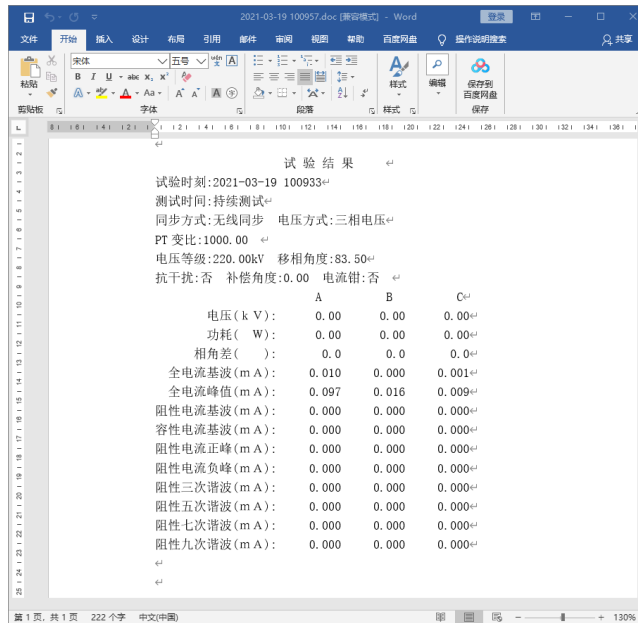 2021-03-19 100957.doc [兼容模式] - Word
登录
文件 开始 插入 设计 布局 引用 邮件 审阅 视图 帮助 百度网盘 操作说明搜索 共享
宋体 五号
粘贴 样式 编辑 保存到
百度网盘
剪贴板 字体 段落 样式 保存
试 验 结 果
试验时刻:2021-03-19 100933
测试时间:持续测试
同步方式:无线同步 电压方式:三相电压
PT 变比:1000.00
电压等级:220.00kV 移相角度:83.50
抗干扰:否 补偿角度:0.00 电流钳:否
A B C
电压(k V): 0.00 0.00 0.00
功耗( W): 0.00 0.00 0.00
相角差( ): 0.0 0.0 0.0
全电流基波(m A): 0.010 0.000 0.001
全电流峰值(m A): 0.097 0.016 0.009
阻性电流基波(m A): 0.000 0.000 0.000
容性电流基波(m A): 0.000 0.000 0.000
阻性电流正峰(m A): 0.000 0.000 0.000
阻性电流负峰(m A): 0.000 0.000 0.000
阻性三次谐波(m A): 0.000 0.000 0.000
阻性五次谐波(m A): 0.000 0.000 0.000
阻性七次谐波(m A): 0.000 0.000 0.000
阻性九次谐波(m A): 0.000 0.000 0.000
第 1 页, 共 1 页 222 个字 中文(中国) 130%